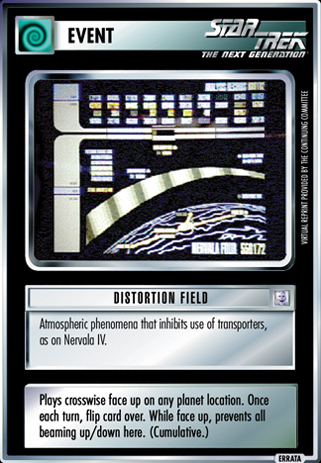 EVENT
STAR TREK
THE NEXT GENERATION
VIRTUAL REPRINT PROVIDED BY THE CONTINUING COMMITTEE
DISTORTION FIELD
Atmospheric phenomena that inhibits use of transporters,
as on Nervala IV.
Plays crosswise face up on any planet location. Once
each turn, flip card over. While face up, prevents all
beaming up/down here. (Cumulative.)
ERRATA